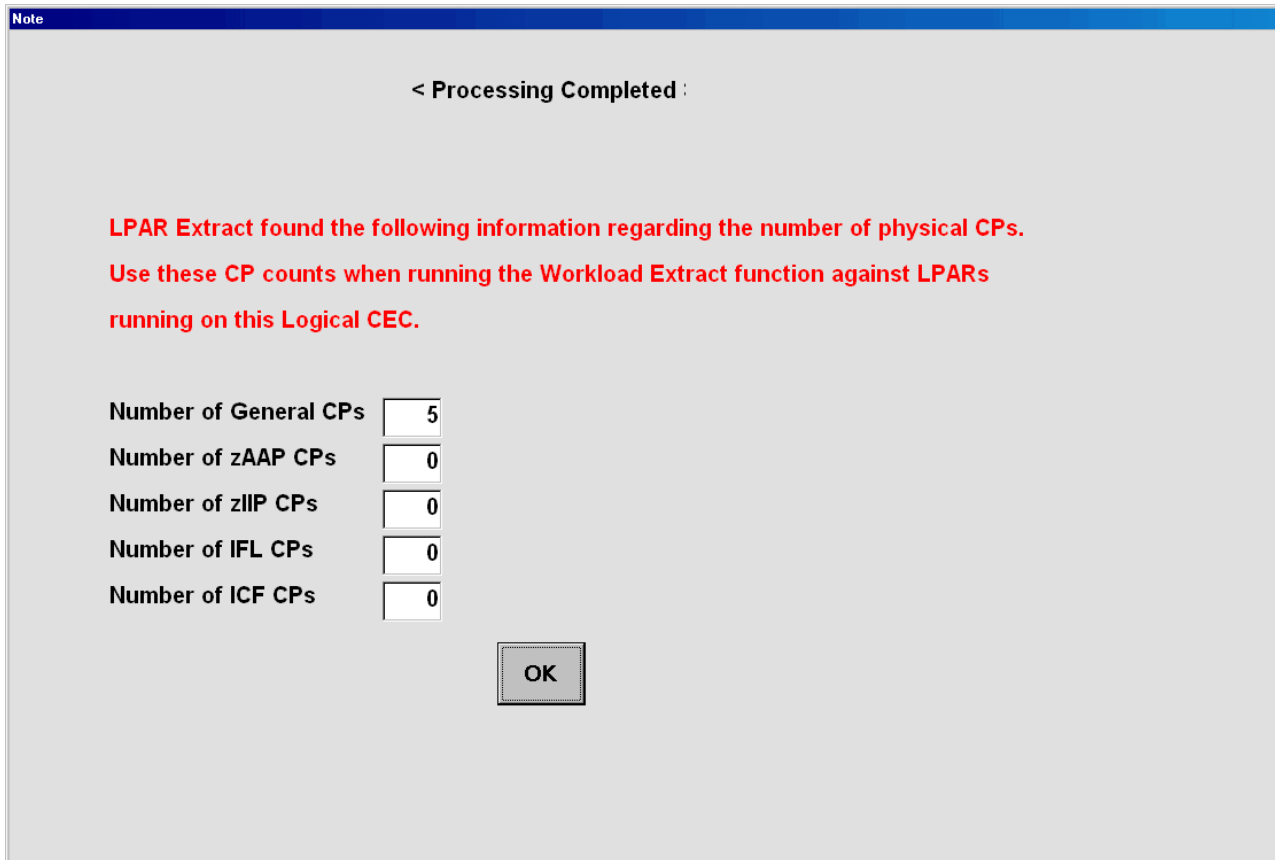 Note
< Processing Completed :
LPAR Extract found the following information regarding the number of physical CPs.
Use these CP counts when running the Workload Extract function against LPARs
running on this Logical CEC.
Number of General CPs 5
Number of zAAP CPs 0
Number of zIIP CPs 0
Number of IFL CPs 0
Number of ICF CPs 0
OK